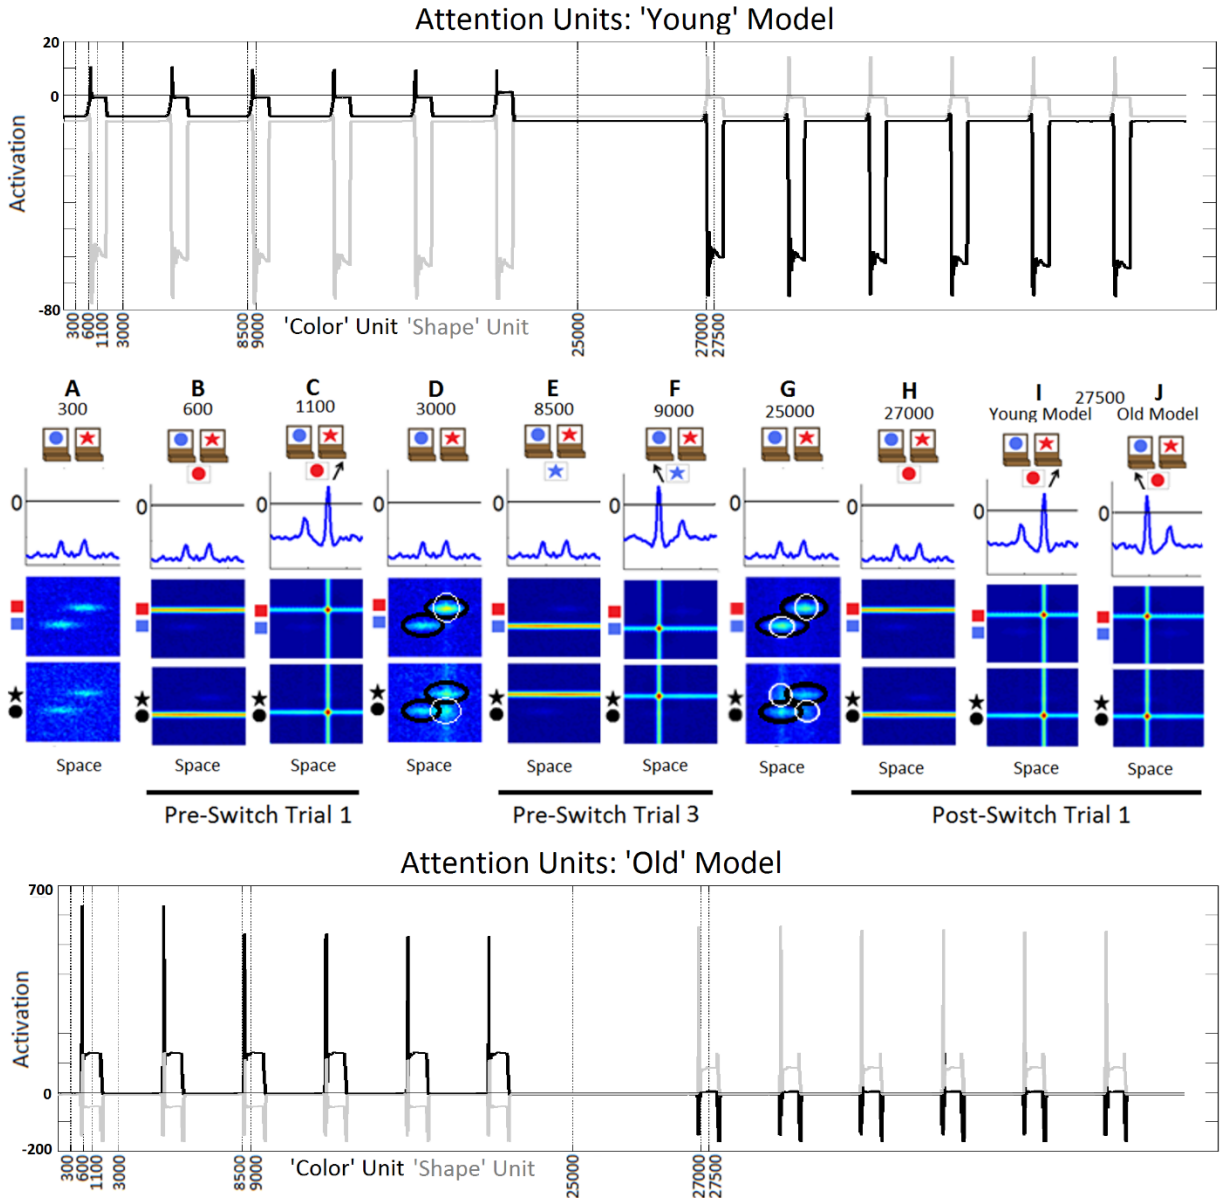 Attention Units: 'Young' Model
20
0
-80
Activation
300
600
1100
3000
8500
9000
25000
27000
27500
'Color' Unit 'Shape' Unit
A B C D E F G H I J
300 600 1100 3000 8500 9000 25000 27000 27500
Young Model Old Model
0 0 0 0 0 0 0 0 0 0
Space Space Space Space Space Space Space Space Space Space
Pre-Switch Trial 1 Pre-Switch Trial 3 Post-Switch Trial 1
Attention Units: 'Old' Model
700
0
-200
Activation
300
600
1100
3000
8500
9000
25000
27000
27500
'Color' Unit 'Shape' Unit